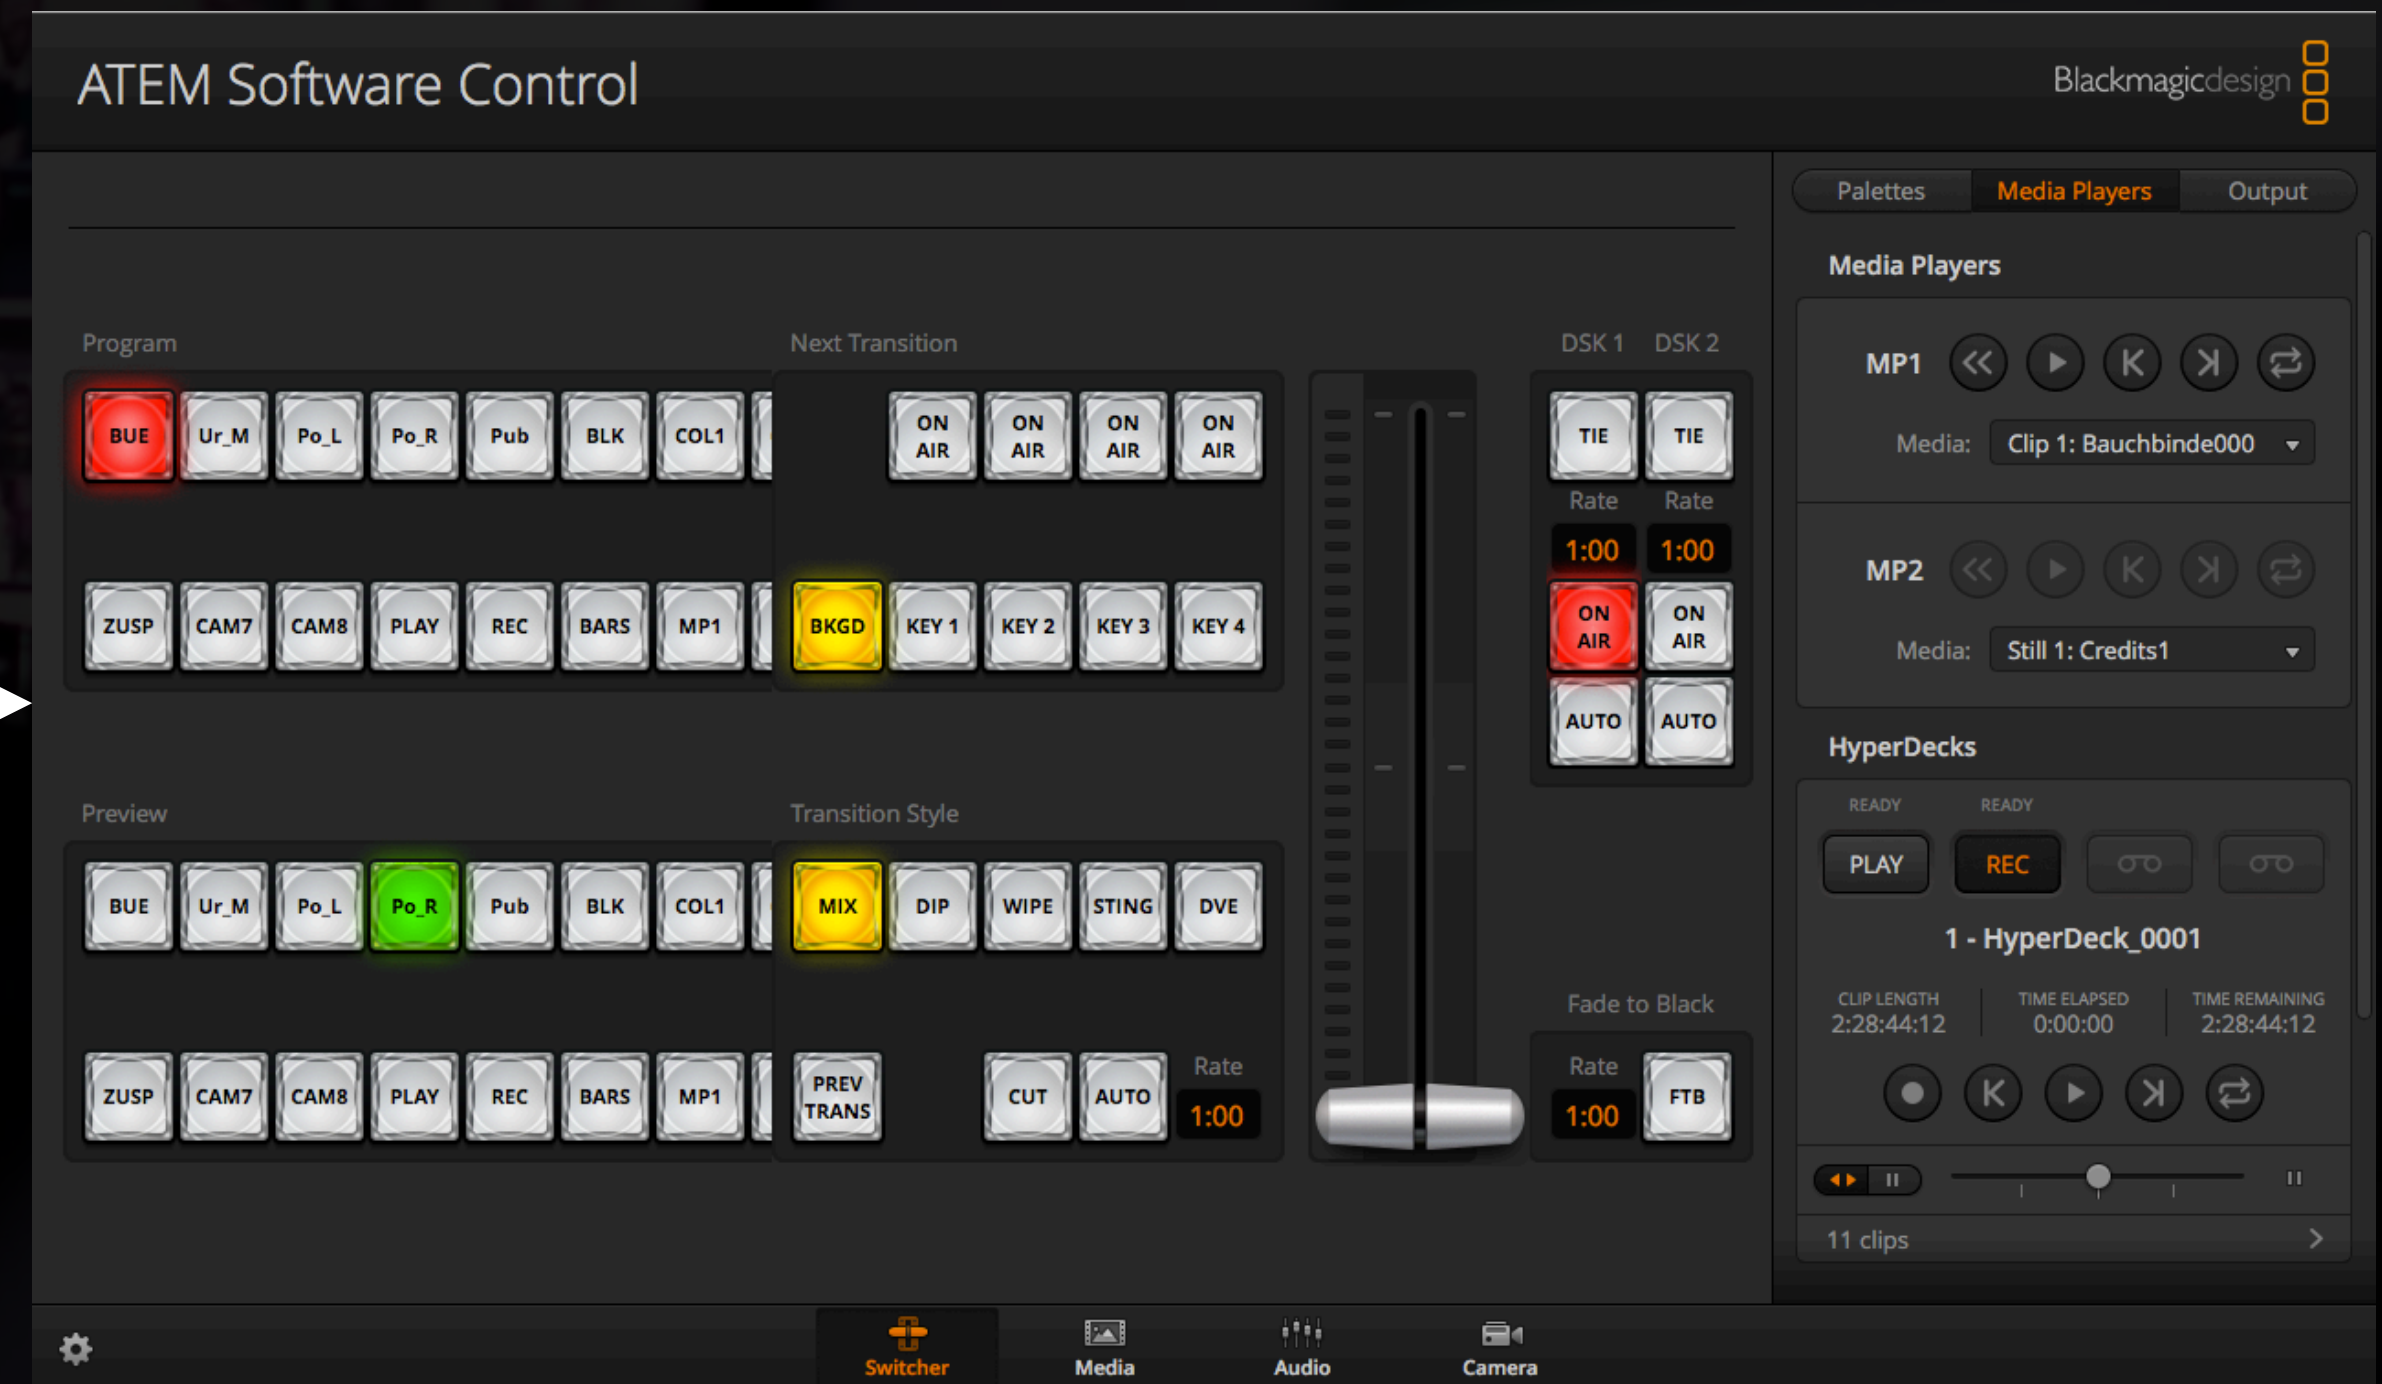 ATEM Software Control
Blackmagicdesign
Palettes
Media Players
Output
Media Players
MP1
Media:
Clip 1: Bauchbinde000
MP2
Media:
Still 1: Credits1
HyperDecks
READY
READY
PLAY
REC
1 - HyperDeck_0001
CLIP LENGTH
TIME ELAPSED
TIME REMAINING
2:28:44:12
0:00:00
2:28:44:12
11 clips
Program
BUE
Ur_M
Po_L
Po_R
Pub
BLK
COL1
ZUSP
CAM7
CAM8
PLAY
REC
BARS
MP1
Next Transition
ON
AIR
ON
AIR
ON
AIR
ON
AIR
BKGD
KEY 1
KEY 2
KEY 3
KEY 4
DSK 1
DSK 2
TIE
TIE
Rate
Rate
1:00
1:00
ON
AIR
ON
AIR
AUTO
AUTO
Preview
BUE
Ur_M
Po_L
Po_R
Pub
BLK
COL1
ZUSP
CAM7
CAM8
PLAY
REC
BARS
MP1
Transition Style
MIX
DIP
WIPE
STING
DVE
PREV
TRANS
CUT
AUTO
Rate
1:00
Fade to Black
Rate
1:00
FTB
Switcher
Media
Audio
Camera